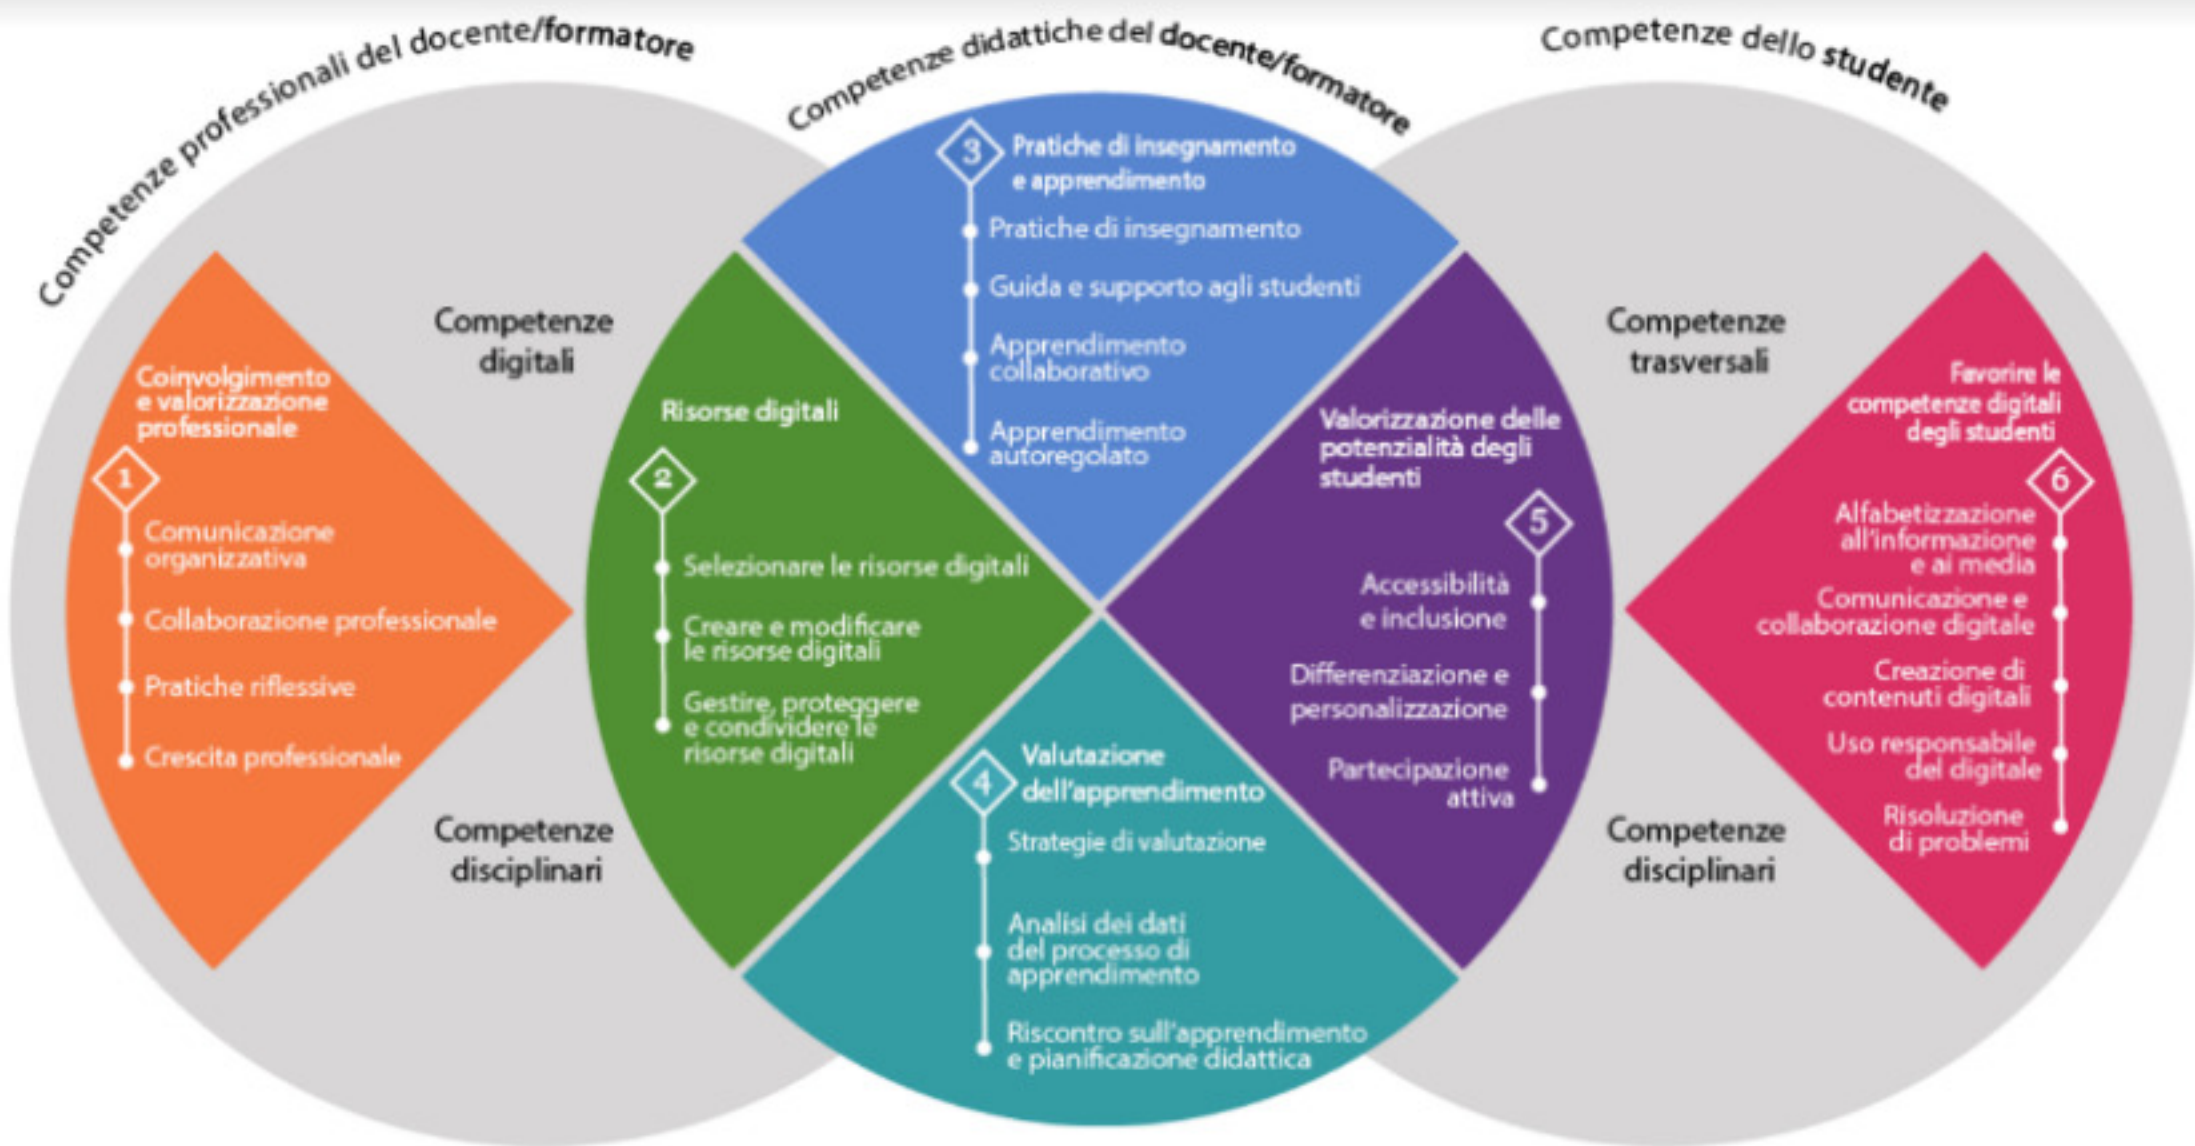 Competenze professionali del docente/formatore
Competenze didattiche del docente/formatore
Competenze dello studente
Coinvolgimento
e valorizzazione
professionale
1
Comunicazione
organizzativa
Collaborazione professionale
Pratiche riflessive
Crescita professionale
Competenze
digitali
Competenze
disciplinari
Risorse digitali
2
Selezionare le risorse digitali
Creare e modificare
le risorse digitali
Gestire, proteggere
e condividere le
risorse digitali
3
Pratiche di insegnamento
e apprendimento
Pratiche di insegnamento
Guida e supporto agli studenti
Apprendimento
collaborativo
Apprendimento
autoregolato
4
Valutazione
dell'apprendimento
Strategie di valutazione
Analisi dei dati
del processo di
apprendimento
Riscontro sull'apprendimento
e pianificazione didattica
Valorizzazione delle
potenzialità degli
studenti
5
Accessibilità
e inclusione
Differenziazione e
personalizzazione
Partecipazione
attiva
Competenze
trasversali
Competenze
disciplinari
Favorire le
competenze digitali
degli studenti
6
Alfabetizzazione
all'informazione
e ai media
Comunicazione e
collaborazione digitale
Creazione di
contenuti digitali
Uso responsabile
del digitale
Risoluzione
di problemi